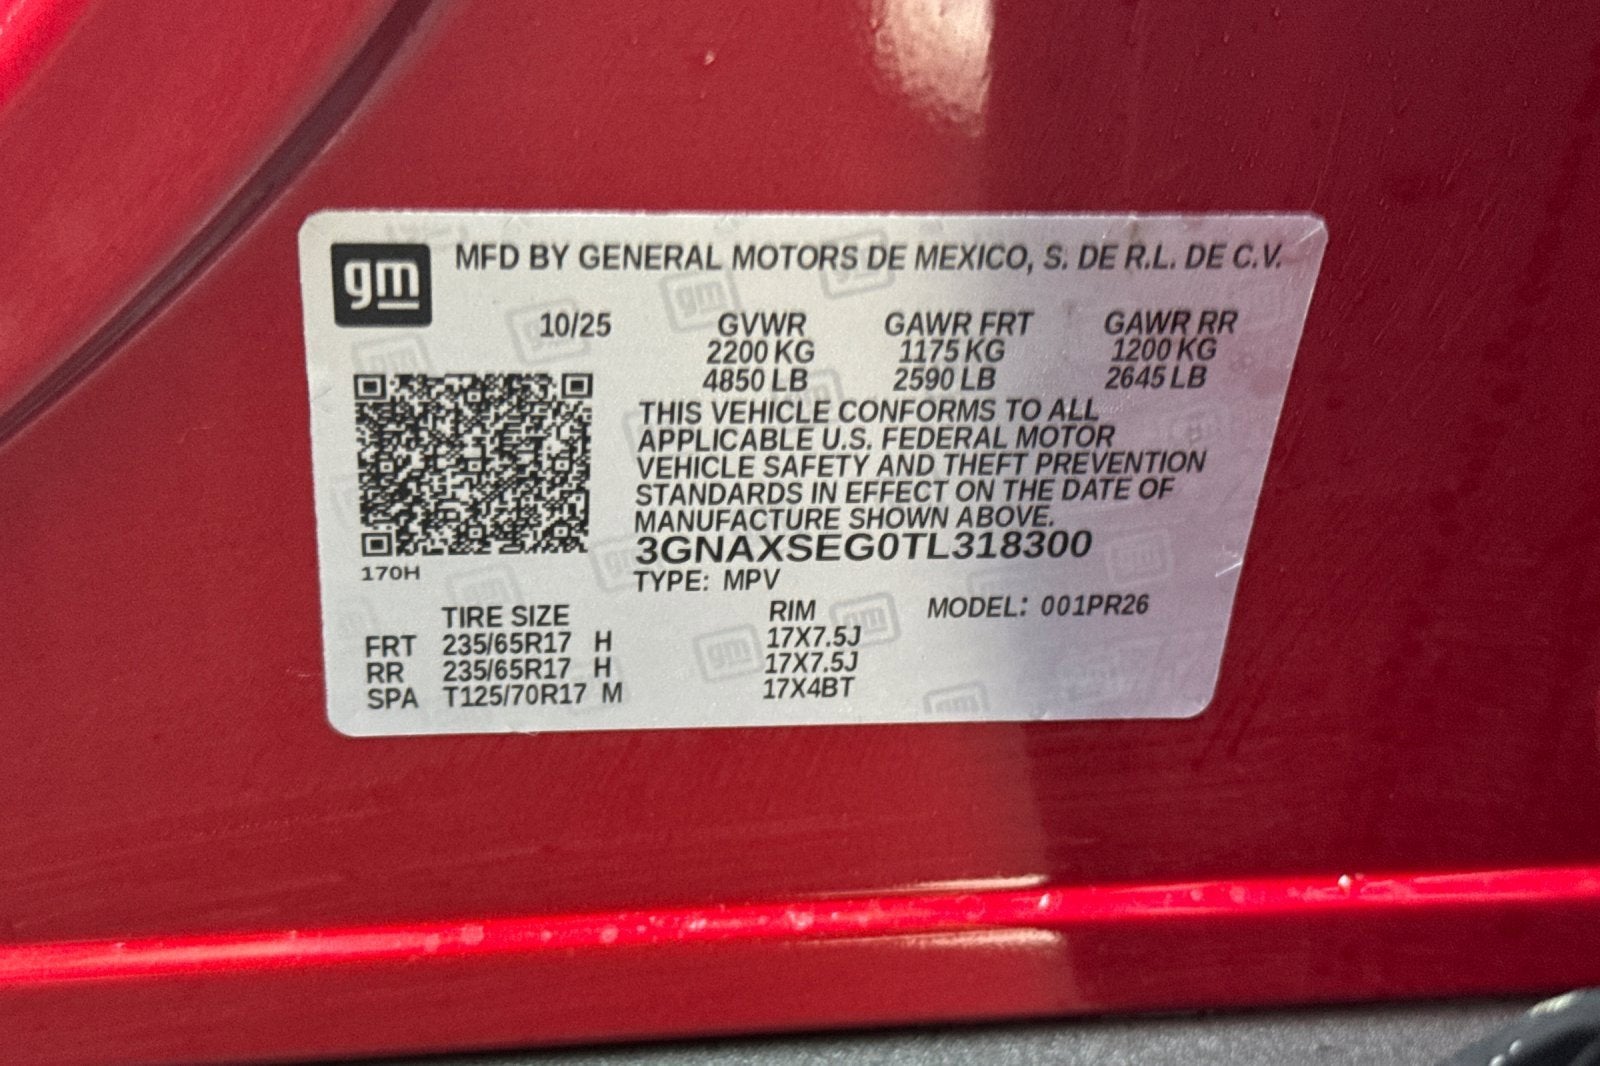 gm MFD BY GENERAL MOTORS DE MEXICO, S. DE R.L. DE C.V.
10/25 GVWR GAWR FRT GAWR RR
2200 KG 1175 KG 1200 KG
4850 LB 2590 LB 2645 LB
THIS VEHICLE CONFORMS TO ALL
APPLICABLE U.S. FEDERAL MOTOR
VEHICLE SAFETY AND THEFT PREVENTION
STANDARDS IN EFFECT ON THE DATE OF
MANUFACTURE SHOWN ABOVE.
3GNAXSEG0TL318300
170H TYPE: MPV
TIRE SIZE RIM MODEL: 001PR26
FRT 235/65R17 H 17X7.5J
RR 235/65R17 H 17X7.5J
SPA T125/70R17 M 17X4BT